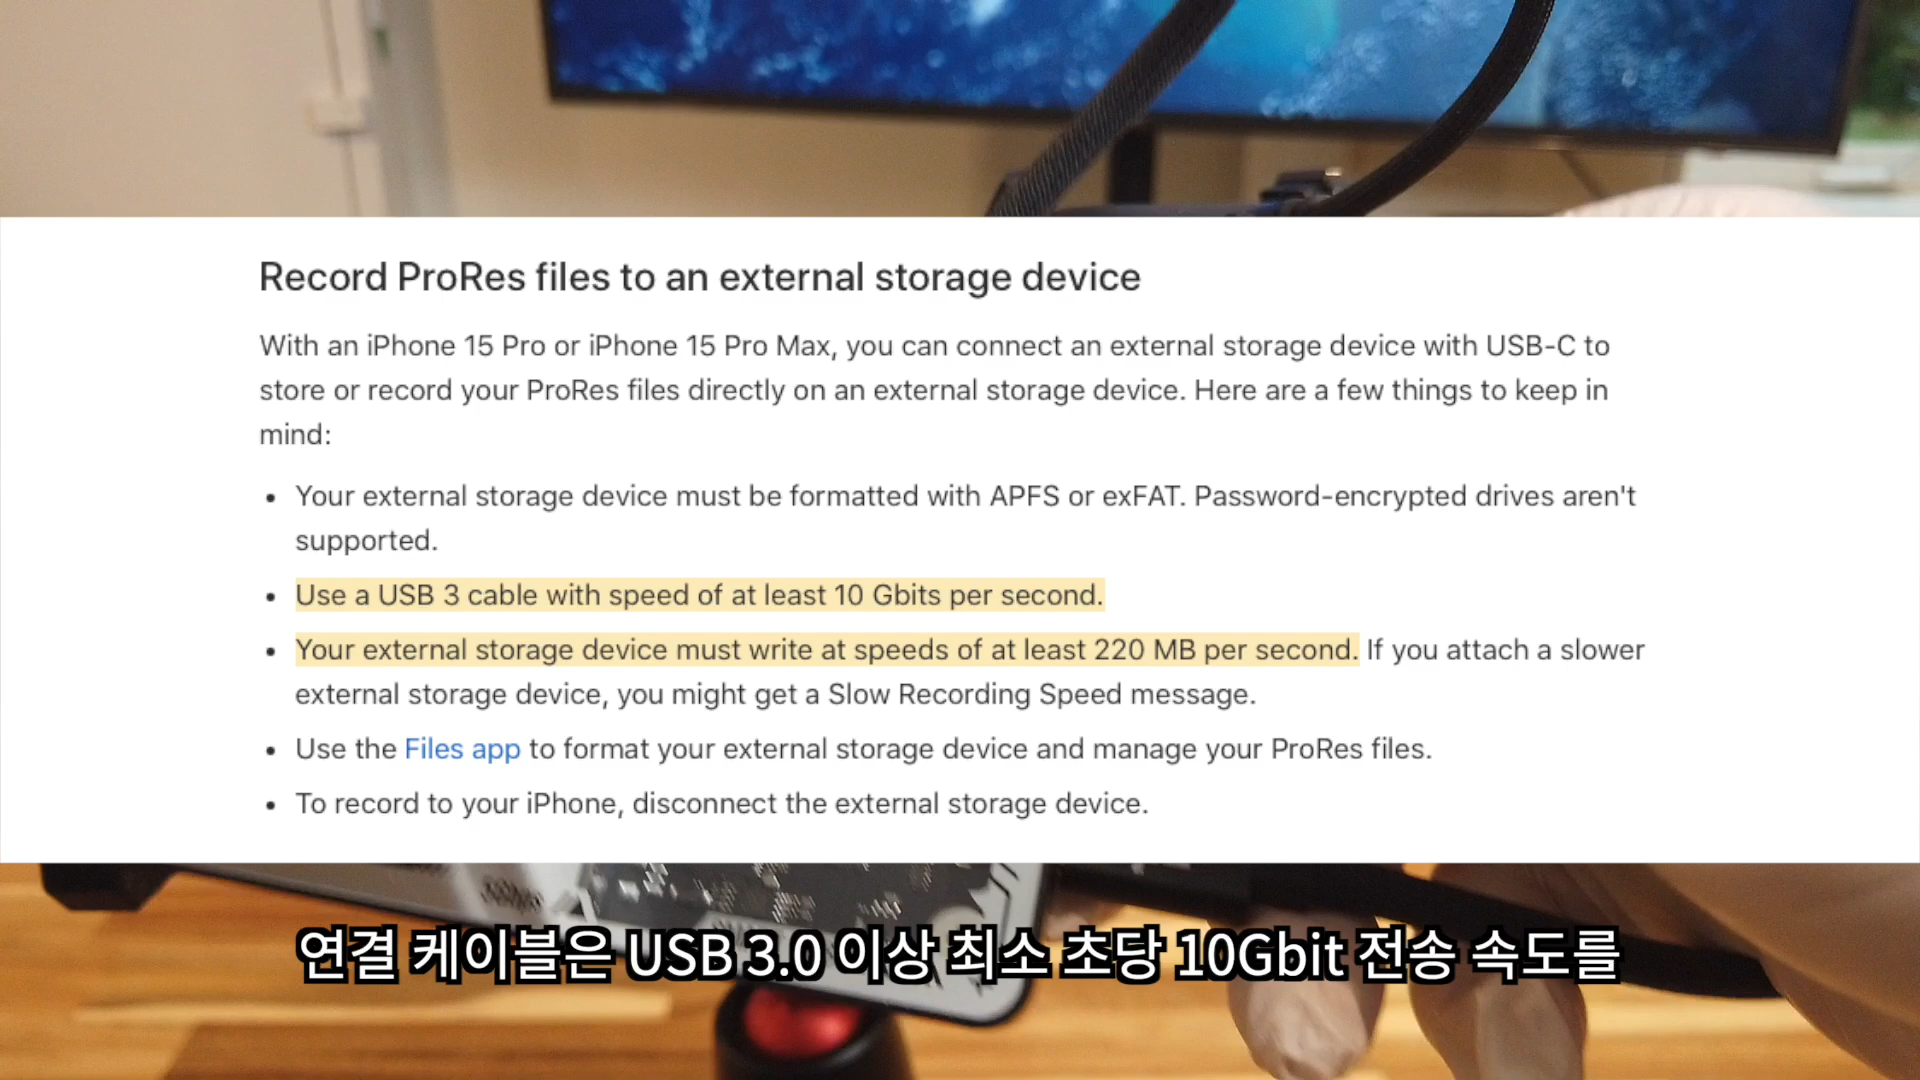 Record ProRes files to an external storage device
With an iPhone 15 Pro or iPhone 15 Pro Max, you can connect an external storage device with USB-C to
store or record your ProRes files directly on an external storage device. Here are a few things to keep in
mind:
• Your external storage device must be formatted with APFS or exFAT. Password-encrypted drives aren't
supported.
• Use a USB 3 cable with speed of at least 10 Gbits per second.
• Your external storage device must write at speeds of at least 220 MB per second. If you attach a slower
external storage device, you might get a Slow Recording Speed message.
• Use the Files app to format your external storage device and manage your ProRes files.
• To record to your iPhone, disconnect the external storage device.
연결 케이블은 USB 3.0 이상 최소 초당 10Gbit 전송 속도를